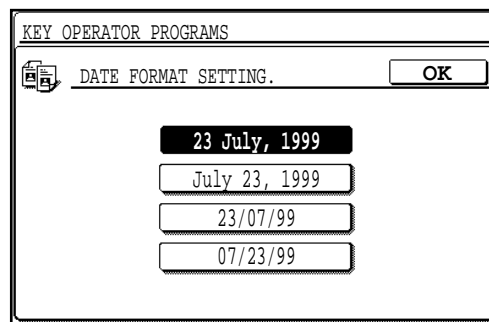 KEY OPERATOR PROGRAMS
DATE FORMAT SETTING.
OK
23 July, 1999
July 23, 1999
23/07/99
07/23/99